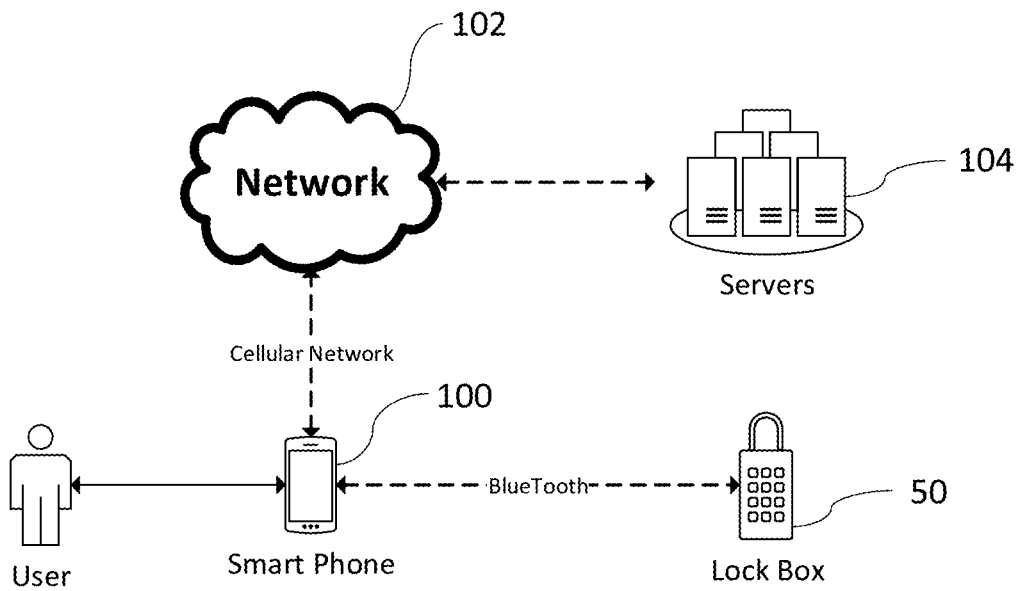 102
Network
104
Servers
Cellular Network
100
BlueTooth
50
User
Smart Phone
Lock Box